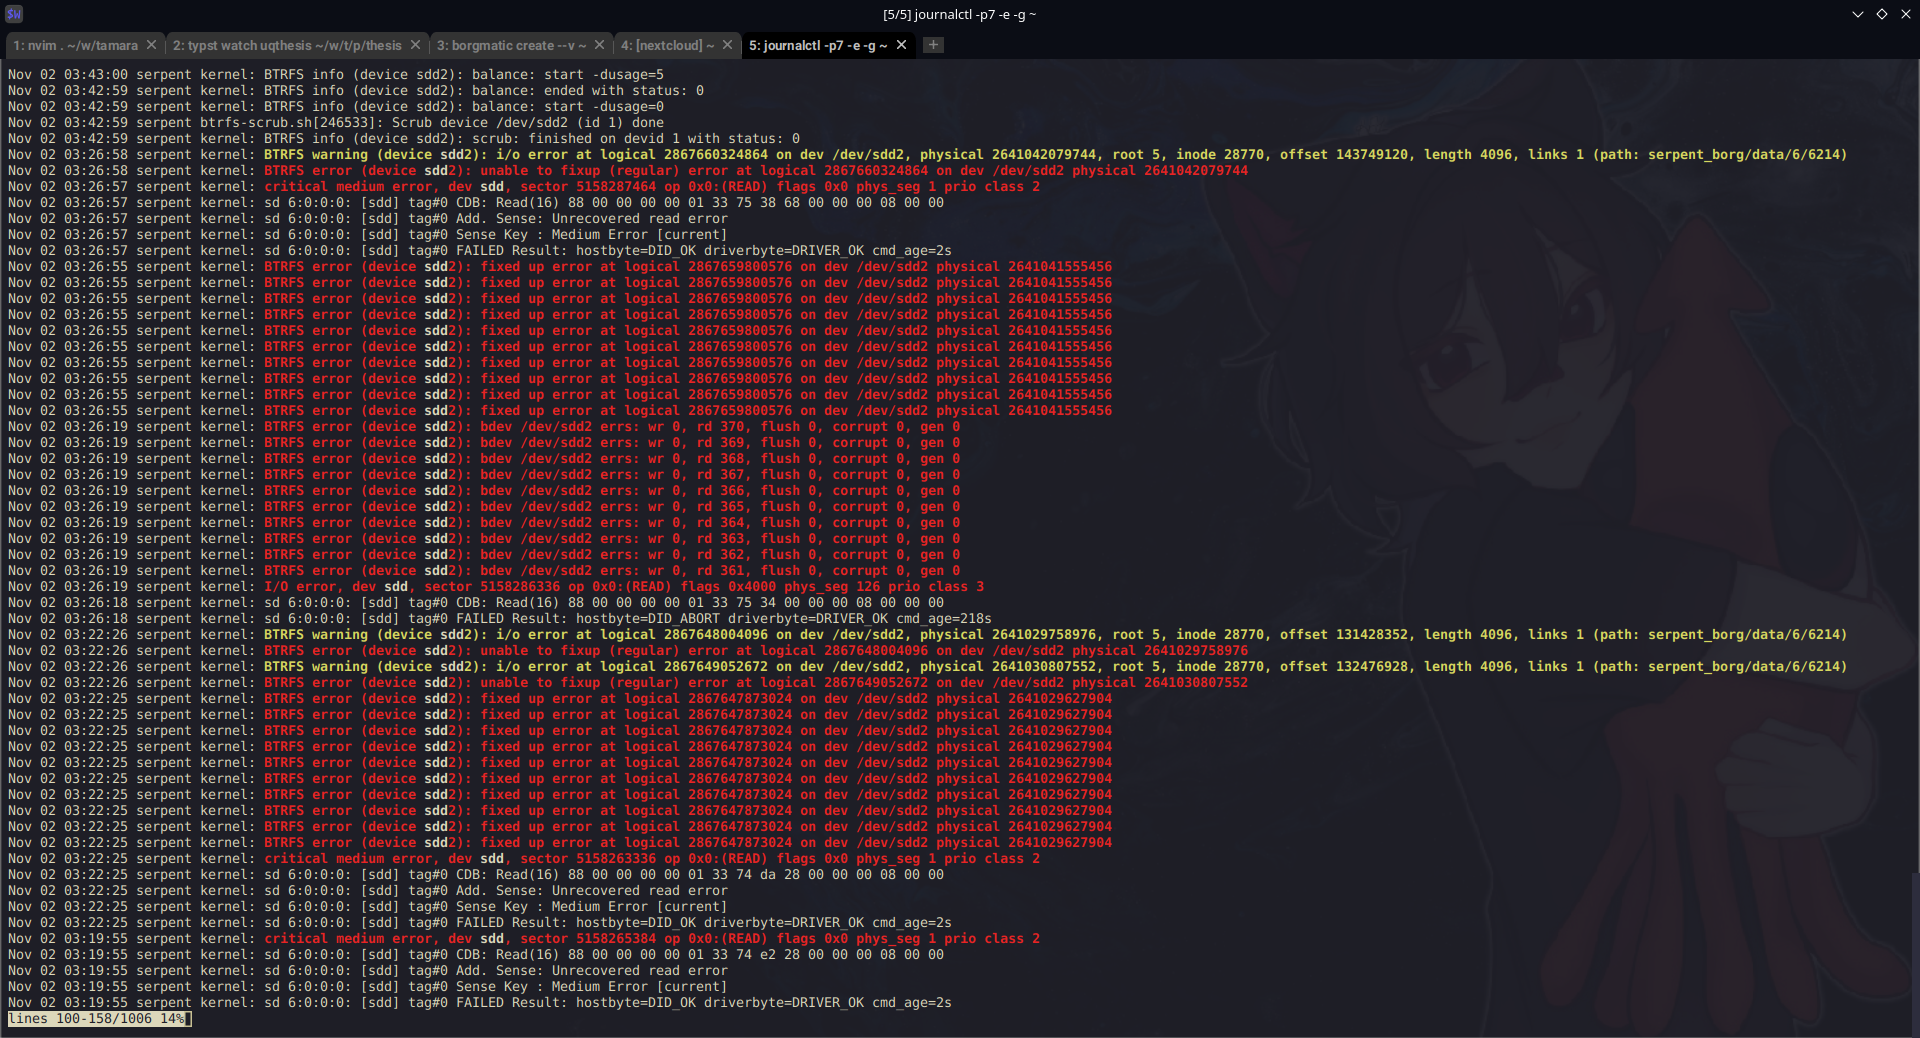 $W
[5/5] journalctl -p7 -e -g ~
1: nvim . ~/w/tamara
2: typst watch uqthesis ~/w/t/p/thesis
3: borgmatic create --v ~
4: [nextcloud] ~
5: journalctl -p7 -e -g ~
Nov 02 03:43:00 serpent kernel: BTRFS info (device sdd2): balance: start -dusage=5
Nov 02 03:42:59 serpent kernel: BTRFS info (device sdd2): balance: ended with status: 0
Nov 02 03:42:59 serpent kernel: BTRFS info (device sdd2): balance: start -dusage=0
Nov 02 03:42:59 serpent btrfs-scrub.sh[246533]: Scrub device /dev/sdd2 (id 1) done
Nov 02 03:42:59 serpent kernel: BTRFS info (device sdd2): scrub: finished on devid 1 with status: 0
Nov 02 03:26:58 serpent kernel: BTRFS warning (device sdd2): i/o error at logical 2867660324864 on dev /dev/sdd2, physical 2641042079744, root 5, inode 28770, offset 143749120, length 4096, links 1 (path: serpent_borg/data/6/6214)
Nov 02 03:26:58 serpent kernel: BTRFS error (device sdd2): unable to fixup (regular) error at logical 2867660324864 on dev /dev/sdd2 physical 2641042079744
Nov 02 03:26:57 serpent kernel: critical medium error, dev sdd, sector 5158287464 op 0x0:(READ) flags 0x0 phys_seg 1 prio class 2
Nov 02 03:26:57 serpent kernel: sd 6:0:0:0: [sdd] tag#0 CDB: Read(16) 88 00 00 00 00 01 33 75 38 68 00 00 00 08 00 00
Nov 02 03:26:57 serpent kernel: sd 6:0:0:0: [sdd] tag#0 Add. Sense: Unrecovered read error
Nov 02 03:26:57 serpent kernel: sd 6:0:0:0: [sdd] tag#0 Sense Key : Medium Error [current]
Nov 02 03:26:57 serpent kernel: sd 6:0:0:0: [sdd] tag#0 FAILED Result: hostbyte=DID_OK driverbyte=DRIVER_OK cmd_age=2s
Nov 02 03:26:55 serpent kernel: BTRFS error (device sdd2): fixed up error at logical 2867659800576 on dev /dev/sdd2 physical 2641041555456
Nov 02 03:26:55 serpent kernel: BTRFS error (device sdd2): fixed up error at logical 2867659800576 on dev /dev/sdd2 physical 2641041555456
Nov 02 03:26:55 serpent kernel: BTRFS error (device sdd2): fixed up error at logical 2867659800576 on dev /dev/sdd2 physical 2641041555456
Nov 02 03:26:55 serpent kernel: BTRFS error (device sdd2): fixed up error at logical 2867659800576 on dev /dev/sdd2 physical 2641041555456
Nov 02 03:26:55 serpent kernel: BTRFS error (device sdd2): fixed up error at logical 2867659800576 on dev /dev/sdd2 physical 2641041555456
Nov 02 03:26:55 serpent kernel: BTRFS error (device sdd2): fixed up error at logical 2867659800576 on dev /dev/sdd2 physical 2641041555456
Nov 02 03:26:55 serpent kernel: BTRFS error (device sdd2): fixed up error at logical 2867659800576 on dev /dev/sdd2 physical 2641041555456
Nov 02 03:26:55 serpent kernel: BTRFS error (device sdd2): fixed up error at logical 2867659800576 on dev /dev/sdd2 physical 2641041555456
Nov 02 03:26:55 serpent kernel: BTRFS error (device sdd2): fixed up error at logical 2867659800576 on dev /dev/sdd2 physical 2641041555456
Nov 02 03:26:55 serpent kernel: BTRFS error (device sdd2): fixed up error at logical 2867659800576 on dev /dev/sdd2 physical 2641041555456
Nov 02 03:26:19 serpent kernel: BTRFS error (device sdd2): bdev /dev/sdd2 errs: wr 0, rd 370, flush 0, corrupt 0, gen 0
Nov 02 03:26:19 serpent kernel: BTRFS error (device sdd2): bdev /dev/sdd2 errs: wr 0, rd 369, flush 0, corrupt 0, gen 0
Nov 02 03:26:19 serpent kernel: BTRFS error (device sdd2): bdev /dev/sdd2 errs: wr 0, rd 368, flush 0, corrupt 0, gen 0
Nov 02 03:26:19 serpent kernel: BTRFS error (device sdd2): bdev /dev/sdd2 errs: wr 0, rd 367, flush 0, corrupt 0, gen 0
Nov 02 03:26:19 serpent kernel: BTRFS error (device sdd2): bdev /dev/sdd2 errs: wr 0, rd 366, flush 0, corrupt 0, gen 0
Nov 02 03:26:19 serpent kernel: BTRFS error (device sdd2): bdev /dev/sdd2 errs: wr 0, rd 365, flush 0, corrupt 0, gen 0
Nov 02 03:26:19 serpent kernel: BTRFS error (device sdd2): bdev /dev/sdd2 errs: wr 0, rd 364, flush 0, corrupt 0, gen 0
Nov 02 03:26:19 serpent kernel: BTRFS error (device sdd2): bdev /dev/sdd2 errs: wr 0, rd 363, flush 0, corrupt 0, gen 0
Nov 02 03:26:19 serpent kernel: BTRFS error (device sdd2): bdev /dev/sdd2 errs: wr 0, rd 362, flush 0, corrupt 0, gen 0
Nov 02 03:26:19 serpent kernel: BTRFS error (device sdd2): bdev /dev/sdd2 errs: wr 0, rd 361, flush 0, corrupt 0, gen 0
Nov 02 03:26:19 serpent kernel: I/O error, dev sdd, sector 5158286336 op 0x0:(READ) flags 0x4000 phys_seg 126 prio class 3
Nov 02 03:26:18 serpent kernel: sd 6:0:0:0: [sdd] tag#0 CDB: Read(16) 88 00 00 00 00 01 33 75 34 00 00 00 08 00 00 00
Nov 02 03:26:18 serpent kernel: sd 6:0:0:0: [sdd] tag#0 FAILED Result: hostbyte=DID_ABORT driverbyte=DRIVER_OK cmd_age=218s
Nov 02 03:22:26 serpent kernel: BTRFS warning (device sdd2): i/o error at logical 2867648004096 on dev /dev/sdd2, physical 2641029758976, root 5, inode 28770, offset 131428352, length 4096, links 1 (path: serpent_borg/data/6/6214)
Nov 02 03:22:26 serpent kernel: BTRFS error (device sdd2): unable to fixup (regular) error at logical 2867648004096 on dev /dev/sdd2 physical 2641029758976
Nov 02 03:22:26 serpent kernel: BTRFS warning (device sdd2): i/o error at logical 2867649052672 on dev /dev/sdd2, physical 2641030807552, root 5, inode 28770, offset 132476928, length 4096, links 1 (path: serpent_borg/data/6/6214)
Nov 02 03:22:26 serpent kernel: BTRFS error (device sdd2): unable to fixup (regular) error at logical 2867649052672 on dev /dev/sdd2 physical 2641030807552
Nov 02 03:22:25 serpent kernel: BTRFS error (device sdd2): fixed up error at logical 2867647873024 on dev /dev/sdd2 physical 2641029627904
Nov 02 03:22:25 serpent kernel: BTRFS error (device sdd2): fixed up error at logical 2867647873024 on dev /dev/sdd2 physical 2641029627904
Nov 02 03:22:25 serpent kernel: BTRFS error (device sdd2): fixed up error at logical 2867647873024 on dev /dev/sdd2 physical 2641029627904
Nov 02 03:22:25 serpent kernel: BTRFS error (device sdd2): fixed up error at logical 2867647873024 on dev /dev/sdd2 physical 2641029627904
Nov 02 03:22:25 serpent kernel: BTRFS error (device sdd2): fixed up error at logical 2867647873024 on dev /dev/sdd2 physical 2641029627904
Nov 02 03:22:25 serpent kernel: BTRFS error (device sdd2): fixed up error at logical 2867647873024 on dev /dev/sdd2 physical 2641029627904
Nov 02 03:22:25 serpent kernel: BTRFS error (device sdd2): fixed up error at logical 2867647873024 on dev /dev/sdd2 physical 2641029627904
Nov 02 03:22:25 serpent kernel: BTRFS error (device sdd2): fixed up error at logical 2867647873024 on dev /dev/sdd2 physical 2641029627904
Nov 02 03:22:25 serpent kernel: BTRFS error (device sdd2): fixed up error at logical 2867647873024 on dev /dev/sdd2 physical 2641029627904
Nov 02 03:22:25 serpent kernel: BTRFS error (device sdd2): fixed up error at logical 2867647873024 on dev /dev/sdd2 physical 2641029627904
Nov 02 03:22:25 serpent kernel: critical medium error, dev sdd, sector 5158263336 op 0x0:(READ) flags 0x0 phys_seg 1 prio class 2
Nov 02 03:22:25 serpent kernel: sd 6:0:0:0: [sdd] tag#0 CDB: Read(16) 88 00 00 00 00 01 33 74 da 28 00 00 00 08 00 00
Nov 02 03:22:25 serpent kernel: sd 6:0:0:0: [sdd] tag#0 Add. Sense: Unrecovered read error
Nov 02 03:22:25 serpent kernel: sd 6:0:0:0: [sdd] tag#0 Sense Key : Medium Error [current]
Nov 02 03:22:25 serpent kernel: sd 6:0:0:0: [sdd] tag#0 FAILED Result: hostbyte=DID_OK driverbyte=DRIVER_OK cmd_age=2s
Nov 02 03:19:55 serpent kernel: critical medium error, dev sdd, sector 5158265384 op 0x0:(READ) flags 0x0 phys_seg 1 prio class 2
Nov 02 03:19:55 serpent kernel: sd 6:0:0:0: [sdd] tag#0 CDB: Read(16) 88 00 00 00 00 01 33 74 e2 28 00 00 00 08 00 00
Nov 02 03:19:55 serpent kernel: sd 6:0:0:0: [sdd] tag#0 Add. Sense: Unrecovered read error
Nov 02 03:19:55 serpent kernel: sd 6:0:0:0: [sdd] tag#0 Sense Key : Medium Error [current]
Nov 02 03:19:55 serpent kernel: sd 6:0:0:0: [sdd] tag#0 FAILED Result: hostbyte=DID_OK driverbyte=DRIVER_OK cmd_age=2s
lines 100-158/1006 14%